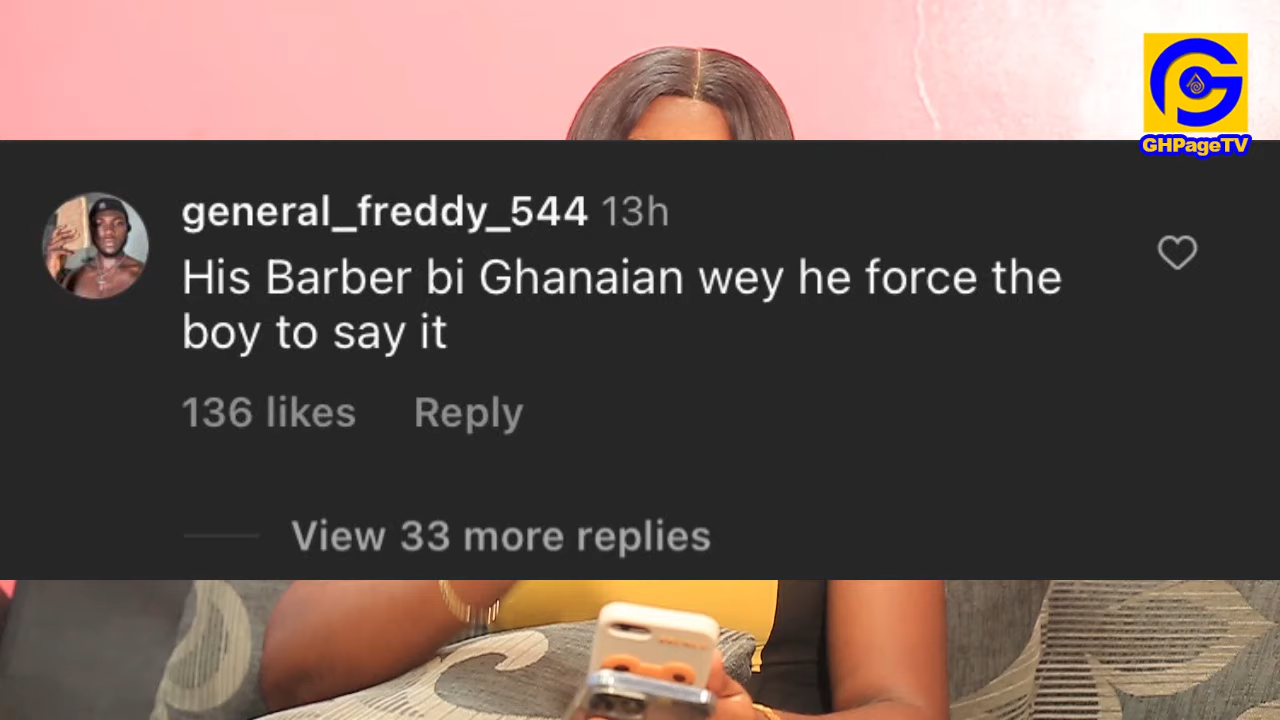 GHPageTV
general_freddy_544 13h
His Barber bi Ghanaian wey he force the
boy to say it
136 likes Reply
View 33 more replies